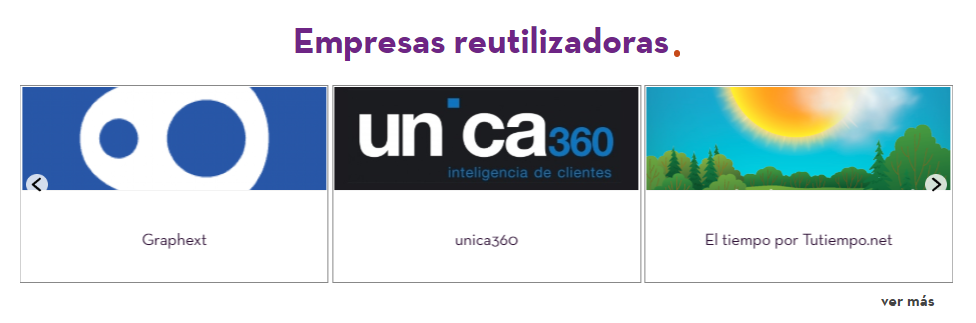 Empresas reutilizadoras.
unica360
inteligencia de clientes
Graphext
unica360
El tiempo por Tutiempo.net
ver más